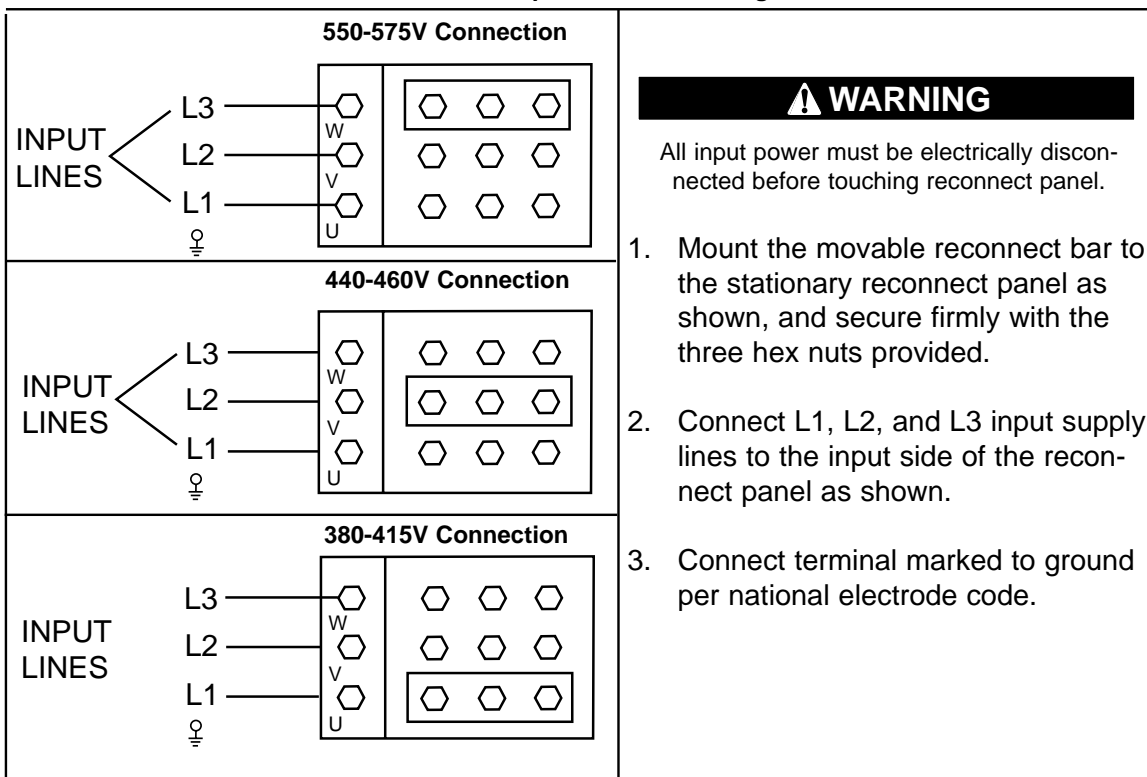 550-575V Connection
INPUT
LINES
L3
L2
L1
W
V
U
440-460V Connection
INPUT
LINES
L3
L2
L1
W
V
U
380-415V Connection
INPUT
LINES
L3
L2
L1
W
V
U
WARNING
All input power must be electrically discon-
nected before touching reconnect panel.
1. Mount the movable reconnect bar to
the stationary reconnect panel as
shown, and secure firmly with the
three hex nuts provided.
2. Connect L1, L2, and L3 input supply
lines to the input side of the recon-
nect panel as shown.
3. Connect terminal marked to ground
per national electrode code.